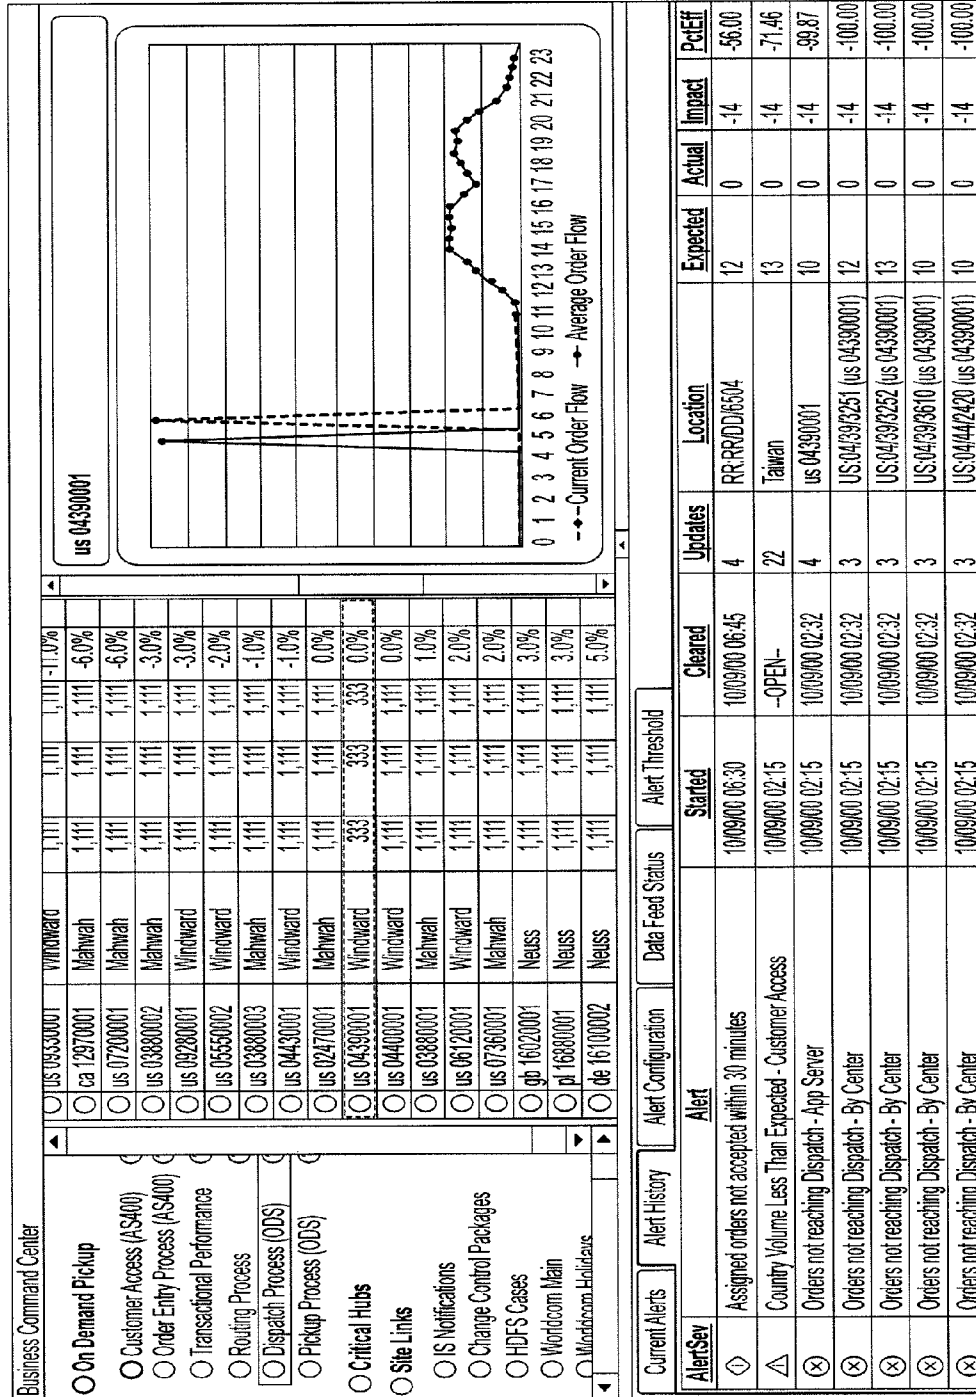 Business Command Center
On Demand Pickup
Customer Access (AS400)
Order Entry Process (AS400)
Transactional Performance
Routing Process
Dispatch Process (ODS)
Pickup Process (ODS)
Critical Hubs
Site Links
IS Notifications
Change Control Packages
HDFS Cases
Worldcom Main
Worldcom Holidays
us 09330001 Windward 1,111 1,111 1,111 -11.0%
ca 12970001 Mahwah 1,111 1,111 1,111 -6.0%
us 07200001 Mahwah 1,111 1,111 1,111 -6.0%
us 03880002 Mahwah 1,111 1,111 1,111 -3.0%
us 09280001 Windward 1,111 1,111 1,111 -3.0%
us 05550002 Windward 1,111 1,111 1,111 -2.0%
us 03880003 Mahwah 1,111 1,111 1,111 -1.0%
us 04430001 Windward 1,111 1,111 1,111 -1.0%
us 02470001 Mahwah 1,111 1,111 1,111 0.0%
us 04390001 Windward 333 333 333 0.0%
us 04400001 Windward 1,111 1,111 1,111 0.0%
us 03880001 Mahwah 1,111 1,111 1,111 1.0%
us 06120001 Windward 1,111 1,111 1,111 2.0%
us 07360001 Mahwah 1,111 1,111 1,111 2.0%
gb 16020001 Neuss 1,111 1,111 1,111 3.0%
pl 16880001 Neuss 1,111 1,111 1,111 3.0%
de 16100002 Neuss 1,111 1,111 1,111 5.0%
us 04390001
0 1 2 3 4 5 6 7 8 9 10 11 12 13 14 15 16 17 18 19 20 21 22 23
Current Order Flow Average Order Flow
Current Alerts Alert History Alert Configuration Data Feed Status Alert Threshold
AlertSev Alert Started Cleared Updates Location Expected Actual Impact PctEff
Assigned orders not accepted within 30 minutes 10/09/00 06:30 10/09/00 06:45 4 RR:RR/DD/6504 12 0 -14 -56.00
Country Volume Less Than Expected - Customer Access 10/09/00 02:15 --OPEN-- 22 Taiwan 13 0 -14 -71.46
Orders not reaching Dispatch - App Server 10/09/00 02:15 10/09/00 02:32 4 us 04390001 10 0 -14 -99.87
Orders not reaching Dispatch - By Center 10/09/00 02:15 10/09/00 02:32 3 US:04/39/3251 (us 04390001) 12 0 -14 -100.00
Orders not reaching Dispatch - By Center 10/09/00 02:15 10/09/00 02:32 3 US:04/39/3252 (us 04390001) 13 0 -14 -100.00
Orders not reaching Dispatch - By Center 10/09/00 02:15 10/09/00 02:32 3 US:04/39/3610 (us 04390001) 10 0 -14 -100.00
Orders not reaching Dispatch - By Center 10/09/00 02:15 10/09/00 02:32 3 US:04/44/2420 (us 04390001) 10 0 -14 -100.00